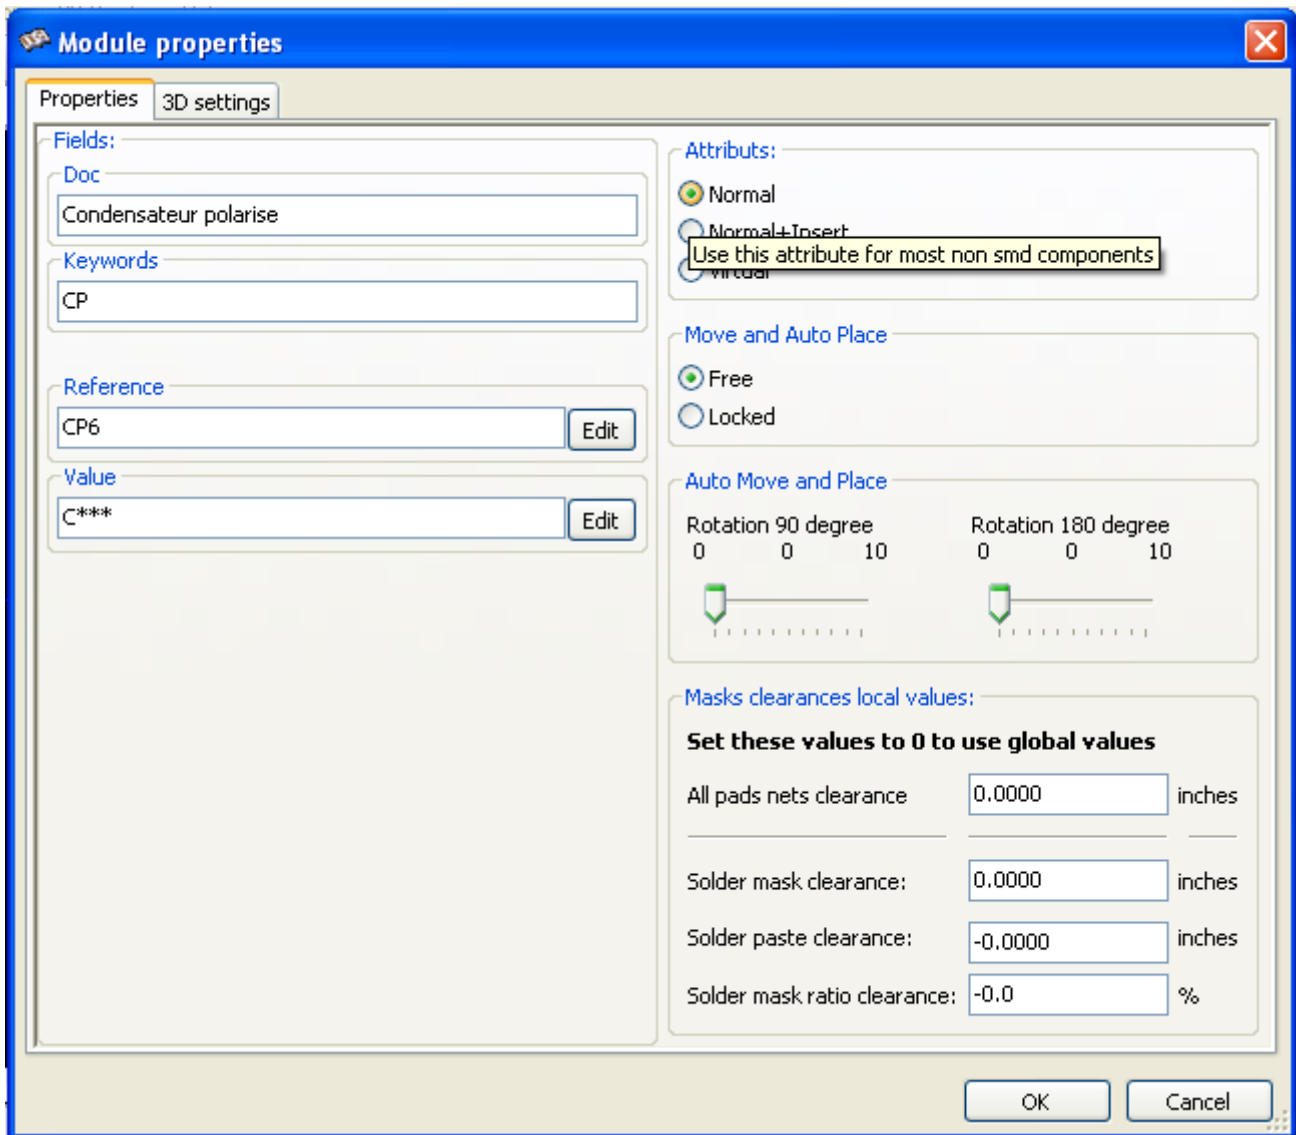 Module properties
Properties
3D settings
Fields:
Doc
Condensateur polarise
Keywords
CP
Reference
CP6
Edit
Value
C***
Edit
Attributs:
Normal
Normal+Insert
Use this attribute for most non smd components
Virtual
Move and Auto Place
Free
Locked
Auto Move and Place
Rotation 90 degree
0 0 10
Rotation 180 degree
0 0 10
Masks clearances local values:
Set these values to 0 to use global values
All pads nets clearance 0.0000 inches
Solder mask clearance: 0.0000 inches
Solder paste clearance: -0.0000 inches
Solder mask ratio clearance: -0.0 %
OK
Cancel